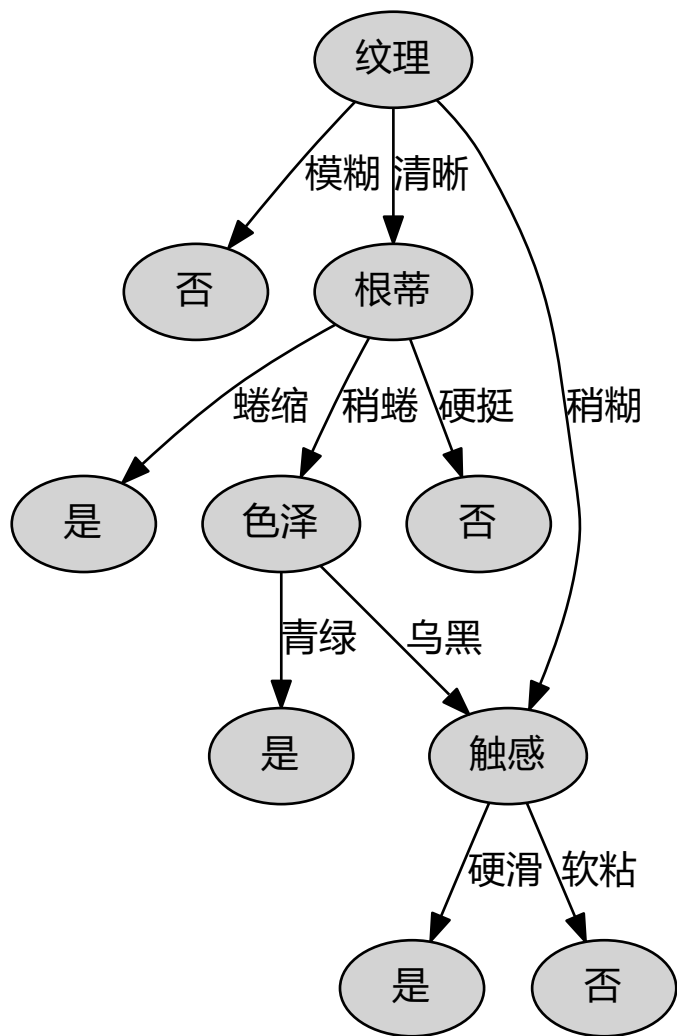 纹理
模糊 清晰
否 根蒂
蜷缩 稍蜷 硬挺 稍糊
是 色泽 否
青绿 乌黑
是 触感
硬滑 软粘
是 否